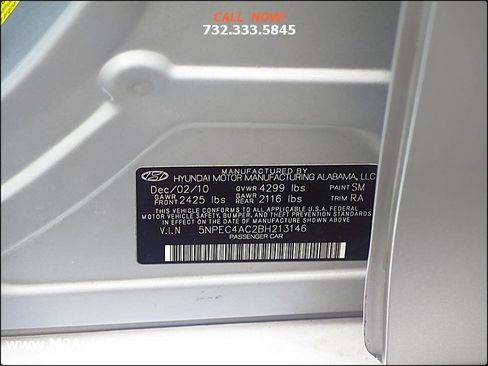 CALL NOW!
732.333.5845
MANUFACTURED BY
HYUNDAI MOTOR MANUFACTURING ALABAMA, LLC
Dec/02/10 GVWR 4299 lbs PAINT SM
GAWR FRONT 2425 lbs GAWR REAR 2116 lbs TRIM RA
THIS VEHICLE CONFORMS TO ALL APPLICABLE U.S.A. FEDERAL
MOTOR VEHICLE SAFETY, BUMPER, AND THEFT PREVENTION STANDARDS
IN EFFECT ON THE DATE OF MANUFACTURE SHOWN ABOVE
V.I.N 5NPEC4AC2BH213146
PASSENGER CAR